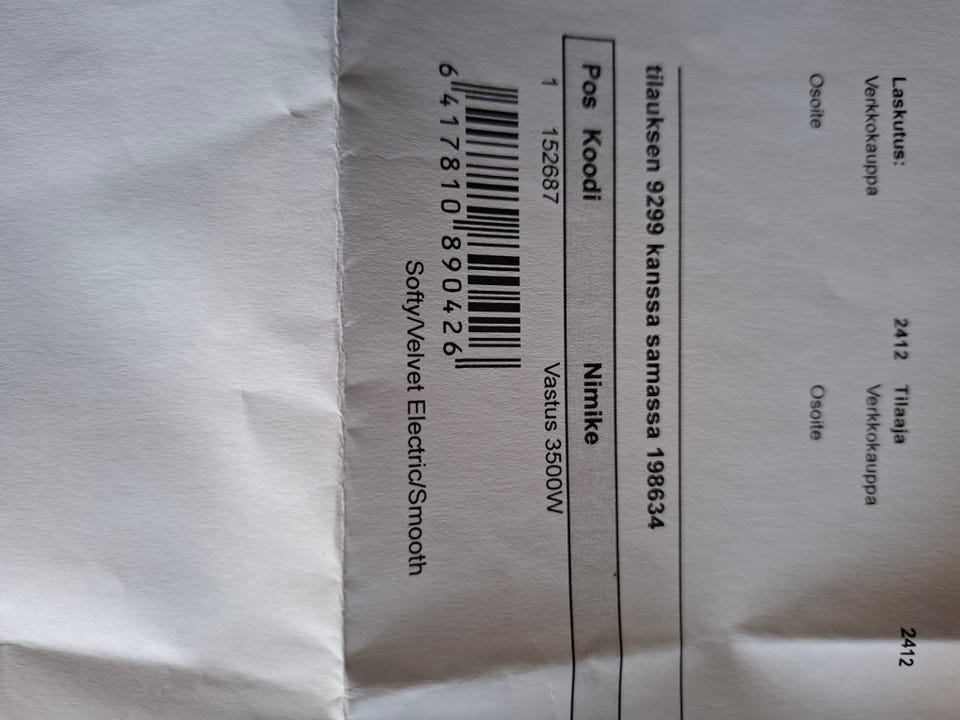 Laskutus: 2412 Tilaaja 2412
Verkkokauppa Verkkokauppa
Osoite Osoite
tilauksen 9299 kanssa samassa 198634
Pos Koodi Nimike
1 152687 Vastus 3500W
6 417810 890426
Softy/Velvet Electric/Smooth